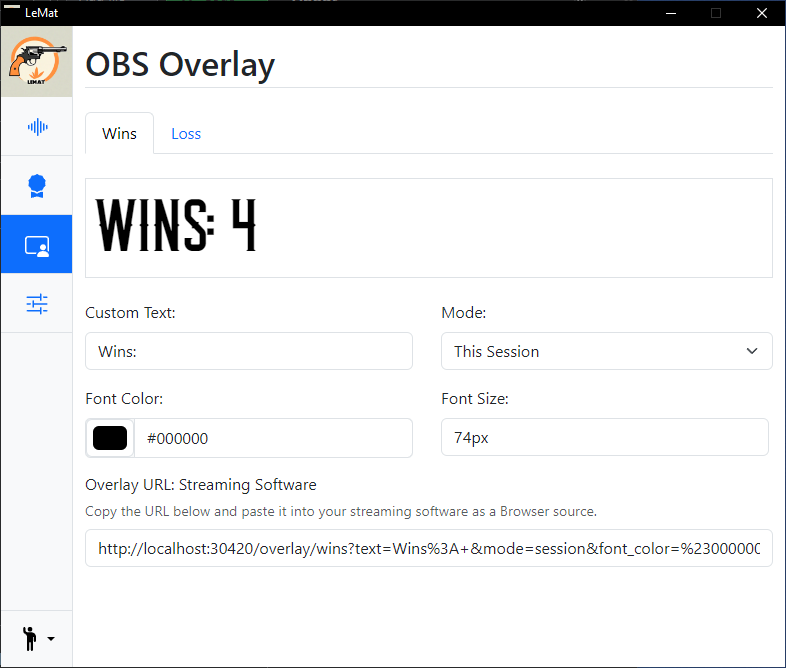 LeMat
LEMAT
OBS Overlay
Wins
Loss
WINS: 4
Custom Text:
Mode:
Wins:
This Session
Font Color:
Font Size:
#000000
74px
Overlay URL: Streaming Software
Copy the URL below and paste it into your streaming software as a Browser source.
http://localhost:30420/overlay/wins?text=Wins%3A+&mode=session&font_color=%23000000